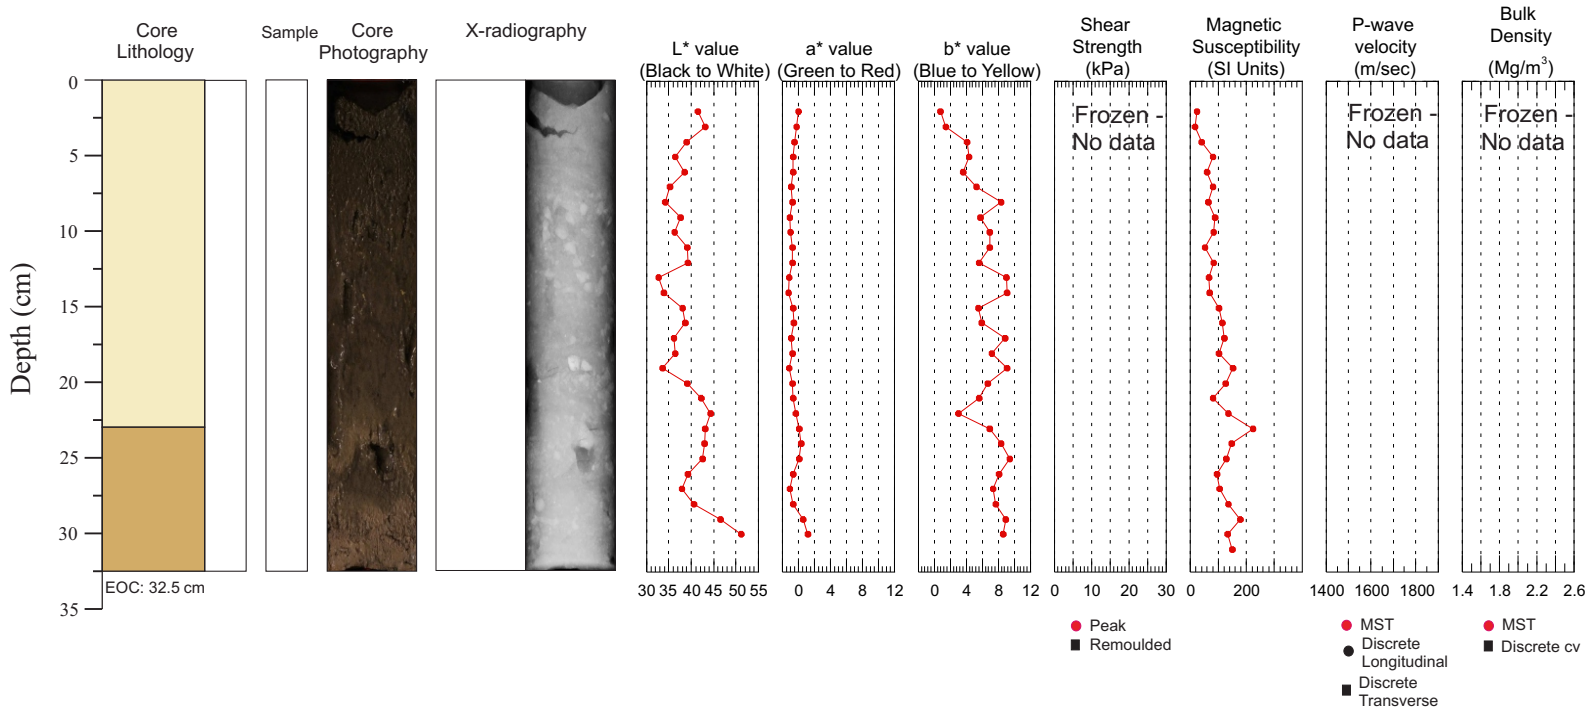 Core
Lithology
Sample
Core
Photography
X-radiography
L* value
(Black to White)
a* value
(Green to Red)
b* value
(Blue to Yellow)
Shear
Strength
(kPa)
Magnetic
Susceptibility
(SI Units)
P-wave
velocity
(m/sec)
Bulk
Density
(Mg/m³)
Depth (cm)
0
5
10
15
20
25
30
35
EOC: 32.5 cm
Frozen -
No data
Frozen -
No data
Frozen -
No data
30 35 40 45 50 55
0 4 8 12
0 4 8 12
0 10 20 30
0 200
1400 1600 1800
1.4 1.8 2.2 2.6
Peak
Remoulded
MST
Discrete
Longitudinal
Discrete
Transverse
MST
Discrete cv